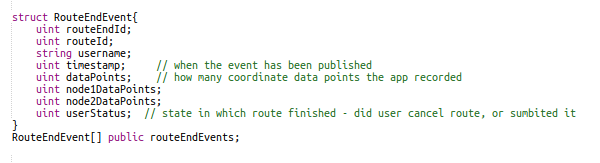 struct RouteEndEvent{
    uint routeEndId;
    uint routeId;
    string username;
    uint timestamp;     // when the event has been published
    uint dataPoints;    // how many coordinate data points the app recorded
    uint node1DataPoints;
    uint node2DataPoints;
    uint userStatus;  // state in which route finished - did user cancel route, or sumbited it
}
RouteEndEvent[] public routeEndEvents;